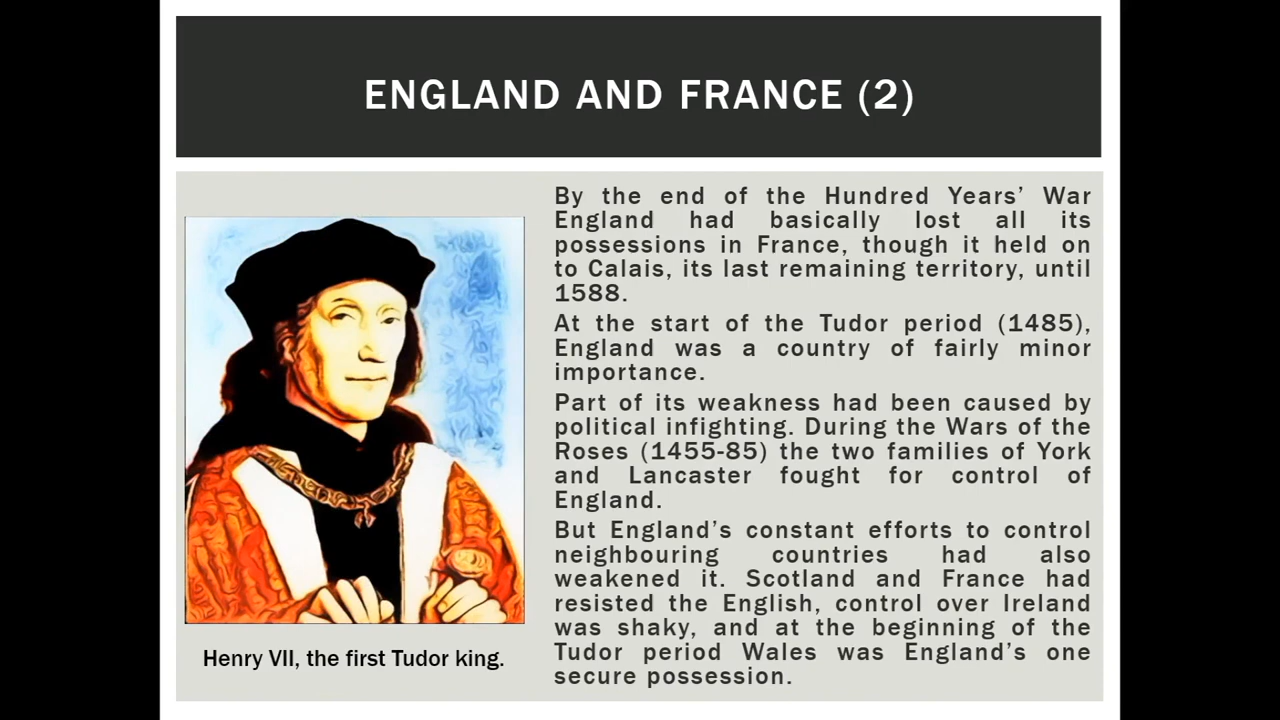 ENGLAND AND FRANCE (2)
By the end of the Hundred Years’ War
England had basically lost all its
possessions in France, though it held on
to Calais, its last remaining territory, until
1588.
At the start of the Tudor period (1485),
England was a country of fairly minor
importance.
Part of its weakness had been caused by
political infighting. During the Wars of the
Roses (1455-85) the two families of York
and Lancaster fought for control of
England.
But England’s constant efforts to control
neighbouring countries had also
weakened it. Scotland and France had
resisted the English, control over Ireland
was shaky, and at the beginning of the
Tudor period Wales was England’s one
secure possession.
Henry VII, the first Tudor king.